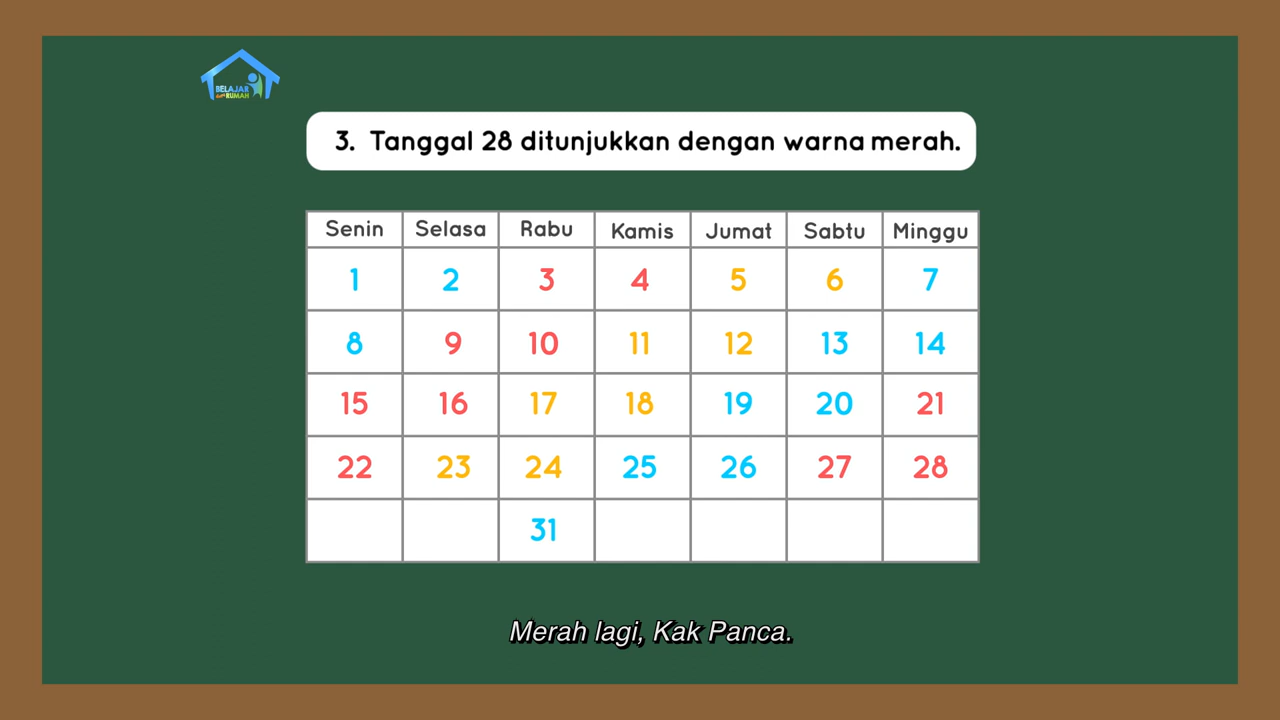 BELAJAR
dari RUMAH
3. Tanggal 28 ditunjukkan dengan warna merah.
Senin Selasa Rabu Kamis Jumat Sabtu Minggu
1 2 3 4 5 6 7
8 9 10 11 12 13 14
15 16 17 18 19 20 21
22 23 24 25 26 27 28
31
Merah lagi, Kak Panca.